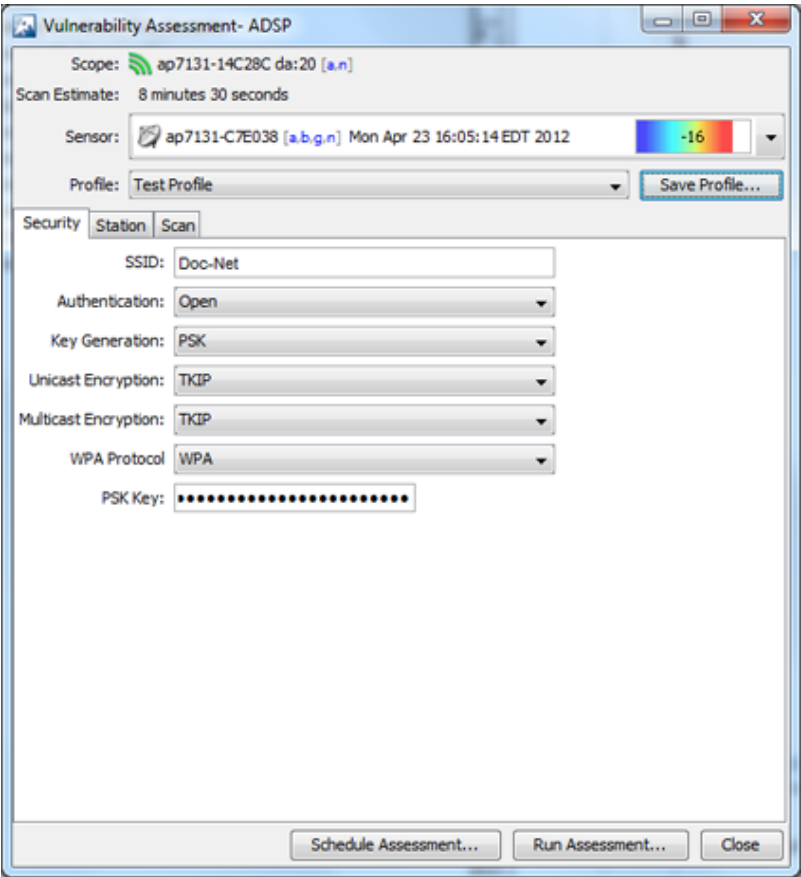 Vulnerability Assessment- ADSP
Scope: ap7131-14C28C da:20 [a,n]
Scan Estimate: 8 minutes 30 seconds
Sensor: ap7131-C7E038 [a,b,g,n] Mon Apr 23 16:05:14 EDT 2012 -16
Profile: Test Profile Save Profile...
Security Station Scan
SSID: Doc-Net
Authentication: Open
Key Generation: PSK
Unicast Encryption: TKIP
Multicast Encryption: TKIP
WPA Protocol WPA
PSK Key:
Schedule Assessment... Run Assessment... Close